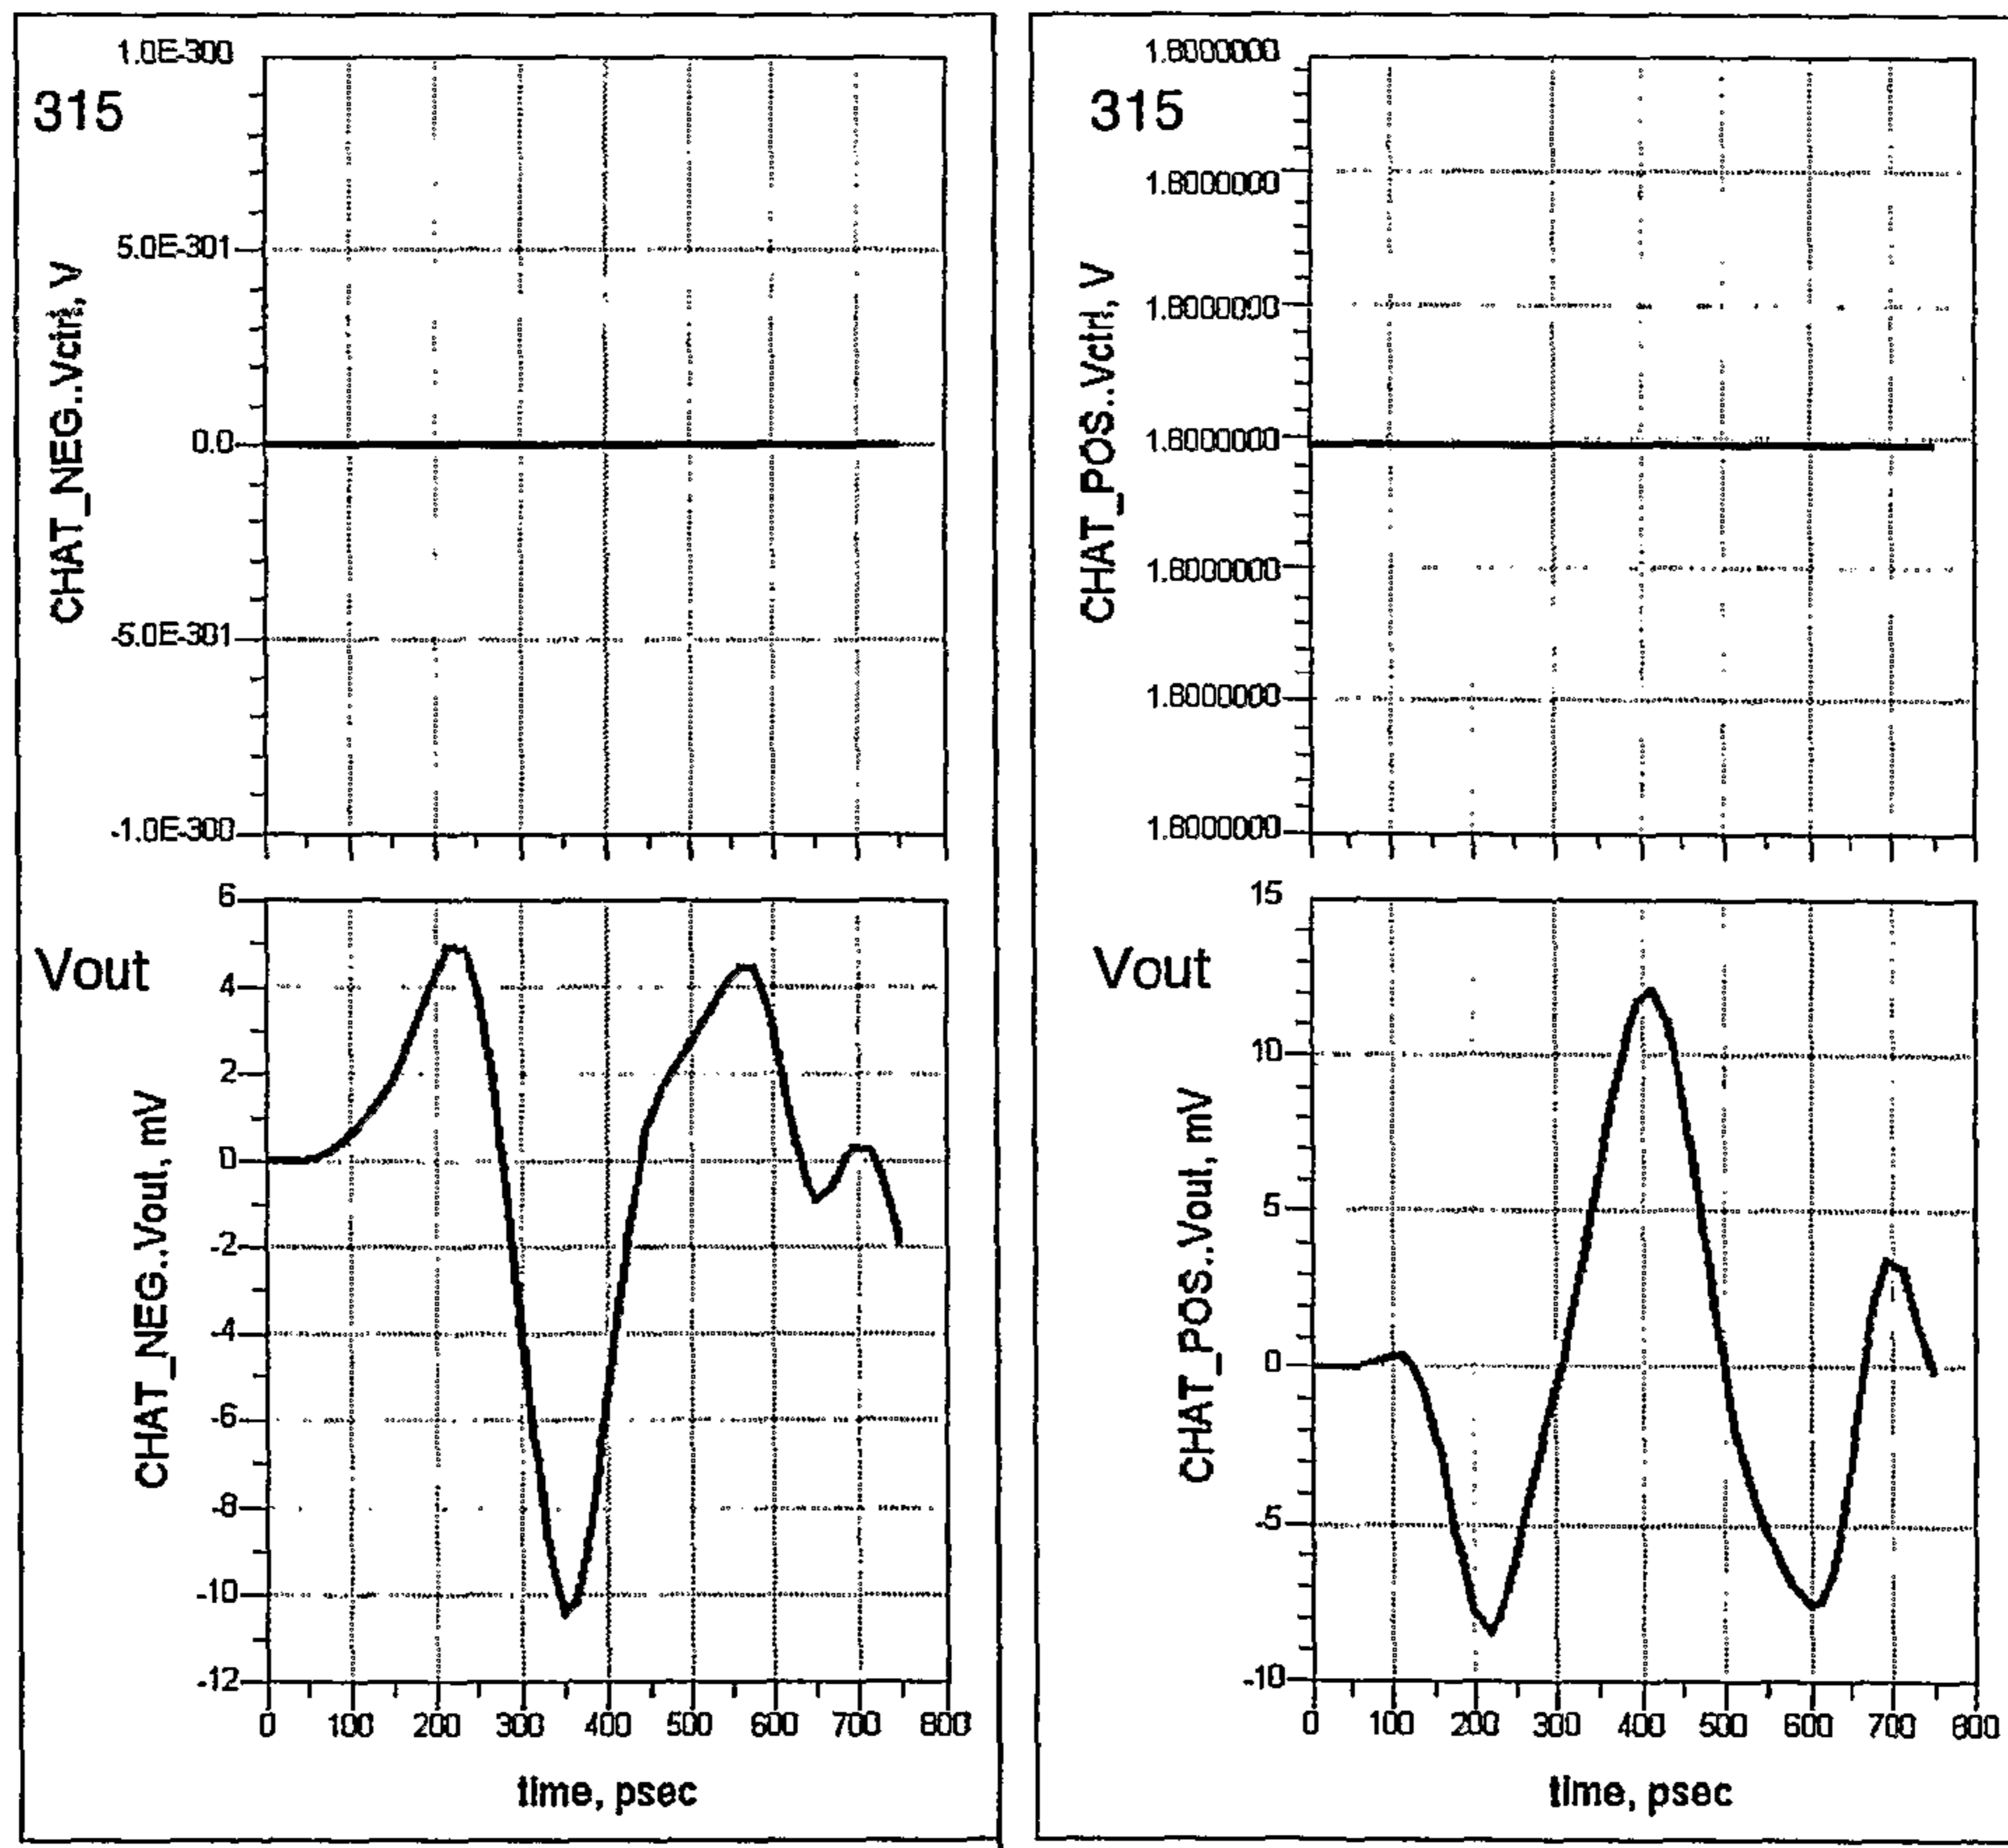 315
CHAT_NEG..Vctrl, V
1.0E-300
5.0E-301
0.0
-5.0E-301
-1.0E-300
Vout
CHAT_NEG..Vout, mV
6
4
2
0
-2
-4
-6
-8
-10
-12
0 100 200 300 400 500 600 700 800
time, psec
315
CHAT_POS..Vctrl, V
1.8000000
1.8000000
1.8000000
1.8000000
1.8000000
1.8000000
1.8000000
Vout
CHAT_POS..Vout, mV
15
10
5
0
-5
-10
0 100 200 300 400 500 600 700 800
time, psec